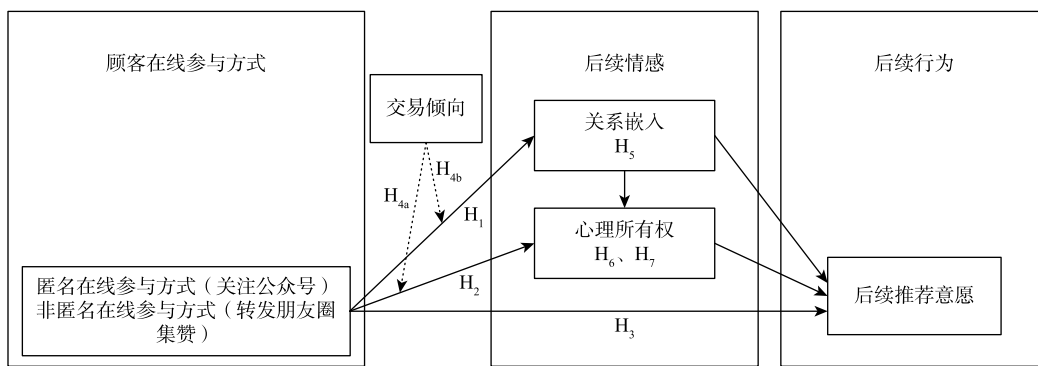 顾客在线参与方式
后续情感
后续行为
交易倾向
关系嵌入
H5
H4b
H4a
H1
心理所有权
H6、H7
匿名在线参与方式（关注公众号）
非匿名在线参与方式（转发朋友圈
集赞）
H2
后续推荐意愿
H3